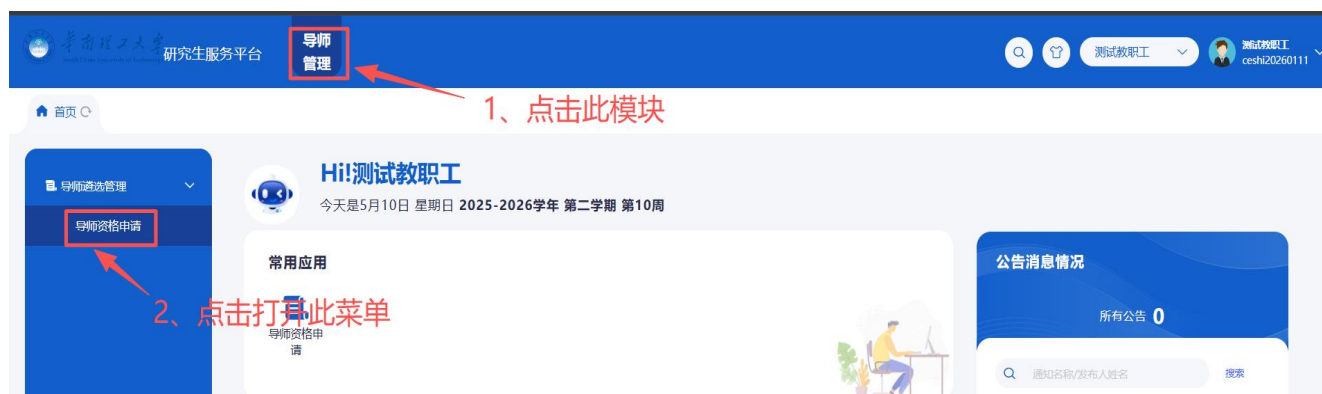 华南理工大学
研究生服务平台
导师
管理
测试教职工
测试教职工
ceshi20260111
首页
1、点击此模块
导师遴选管理
导师资格申请
Hi!测试教职工
今天是5月10日 星期日 2025-2026学年 第二学期 第10周
常用应用
2、点击打开此菜单
导师资格申
请
公告消息情况
所有公告 0
通知名称/发布人姓名
搜索